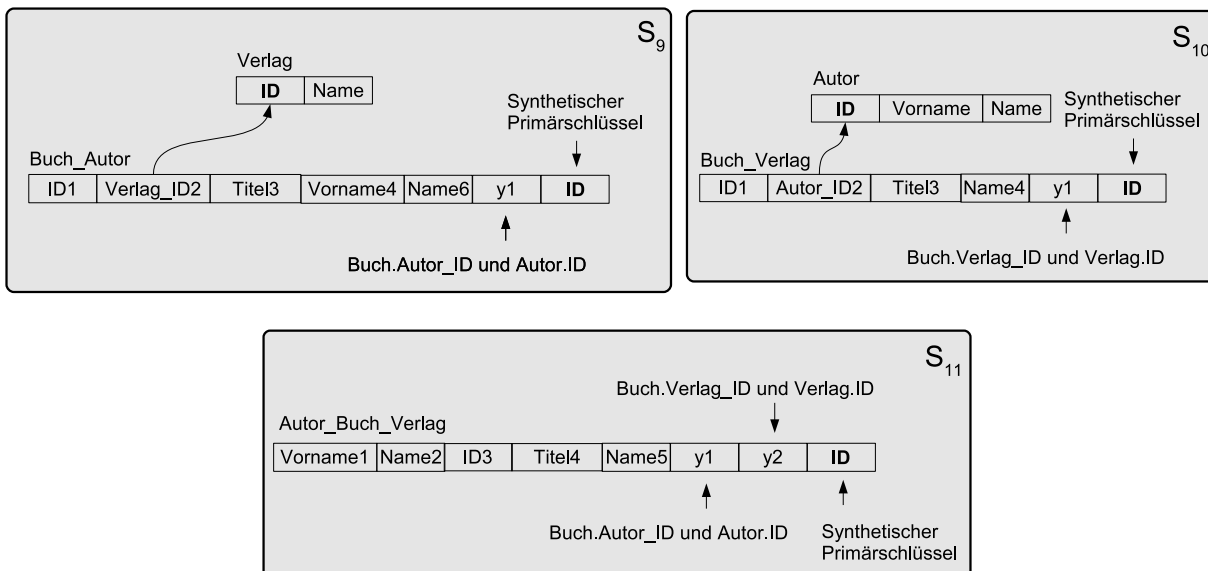 S9
Verlag
ID Name
Synthetischer
Primärschlüssel
Buch_Autor
ID1 Verlag_ID2 Titel3 Vorname4 Name6 y1 ID
Buch.Autor_ID und Autor.ID
S10
Autor
ID Vorname Name
Synthetischer
Primärschlüssel
Buch_Verlag
ID1 Autor_ID2 Titel3 Name4 y1 ID
Buch.Verlag_ID und Verlag.ID
S11
Buch.Verlag_ID und Verlag.ID
Autor_Buch_Verlag
Vorname1 Name2 ID3 Titel4 Name5 y1 y2 ID
Buch.Autor_ID und Autor.ID
Synthetischer
Primärschlüssel